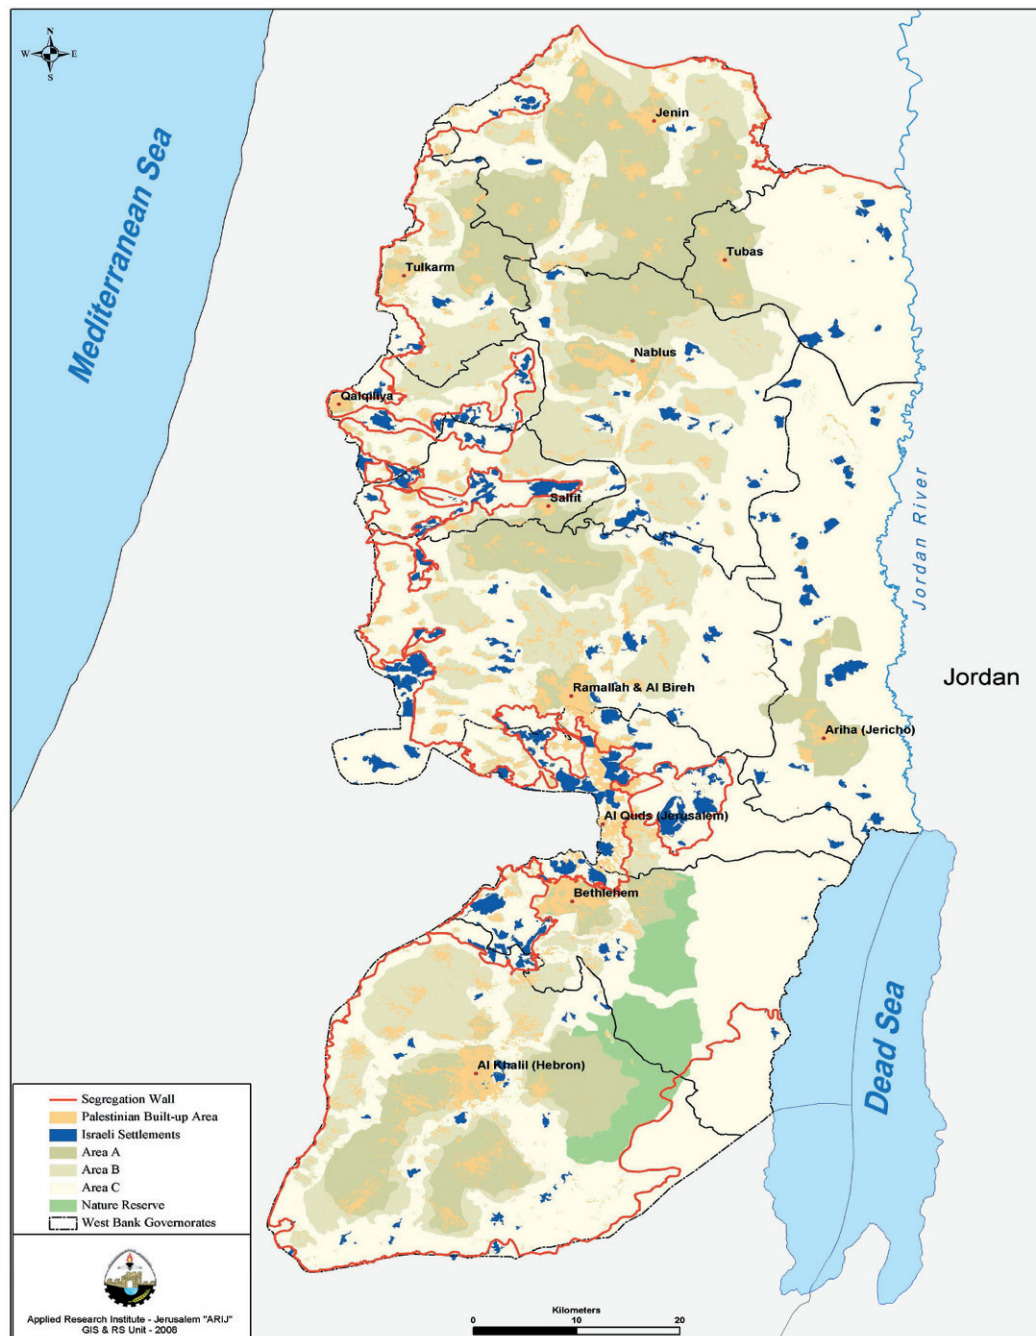 N
W E
S
Mediterranean Sea
Jenin
Tubas
Tulkarm
Nablus
Qalqiliya
Salfit
Jordan River
Ramallah & Al Bireh
Jordan
Ariha (Jericho)
Al Quds (Jerusalem)
Bethlehem
Dead Sea
Al Khalil (Hebron)
Segregation Wall
Palestinian Built-up Area
Israeli Settlements
Area A
Area B
Area C
Nature Reserve
West Bank Governorates
Applied Research Institute - Jerusalem "ARIJ"
GIS & RS Unit - 2008
Kilometers
0 10 20